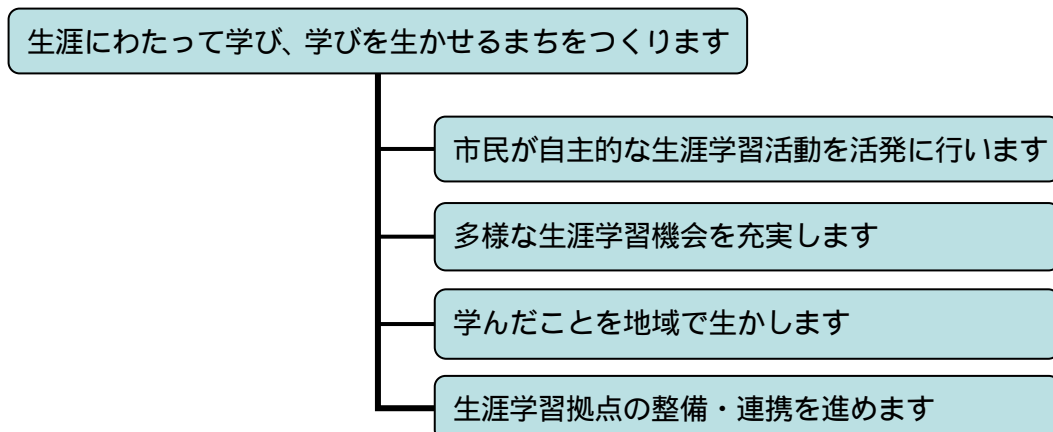 生涯にわたって学び、学びを生かせるまちをつくります
市民が自主的な生涯学習活動を活発に行います
多様な生涯学習機会を充実します
学んだことを地域で生かします
生涯学習拠点の整備・連携を進めます